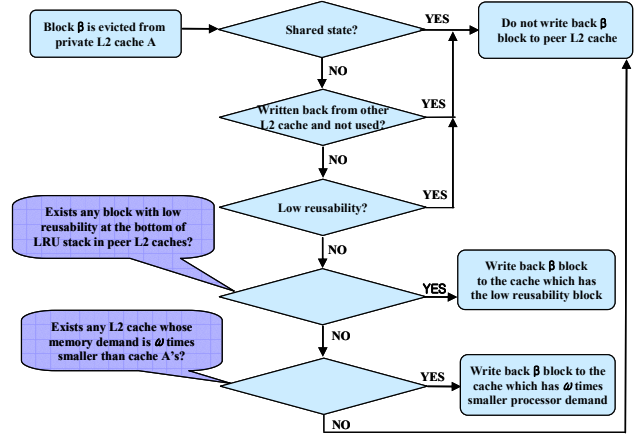 Block β is evicted from
private L2 cache A
Shared state?
YES
Do not write back β
block to peer L2 cache
NO
Written back from other
L2 cache and not used?
YES
NO
Low reusability?
YES
NO
Exists any block with low
reusability at the bottom of
LRU stack in peer L2 caches?
YES
Write back β block
to the cache which has
the low reusability block
NO
Exists any L2 cache whose
memory demand is ω times
smaller than cache A's?
YES
Write back β block to the
cache which has ω times
smaller processor demand
NO